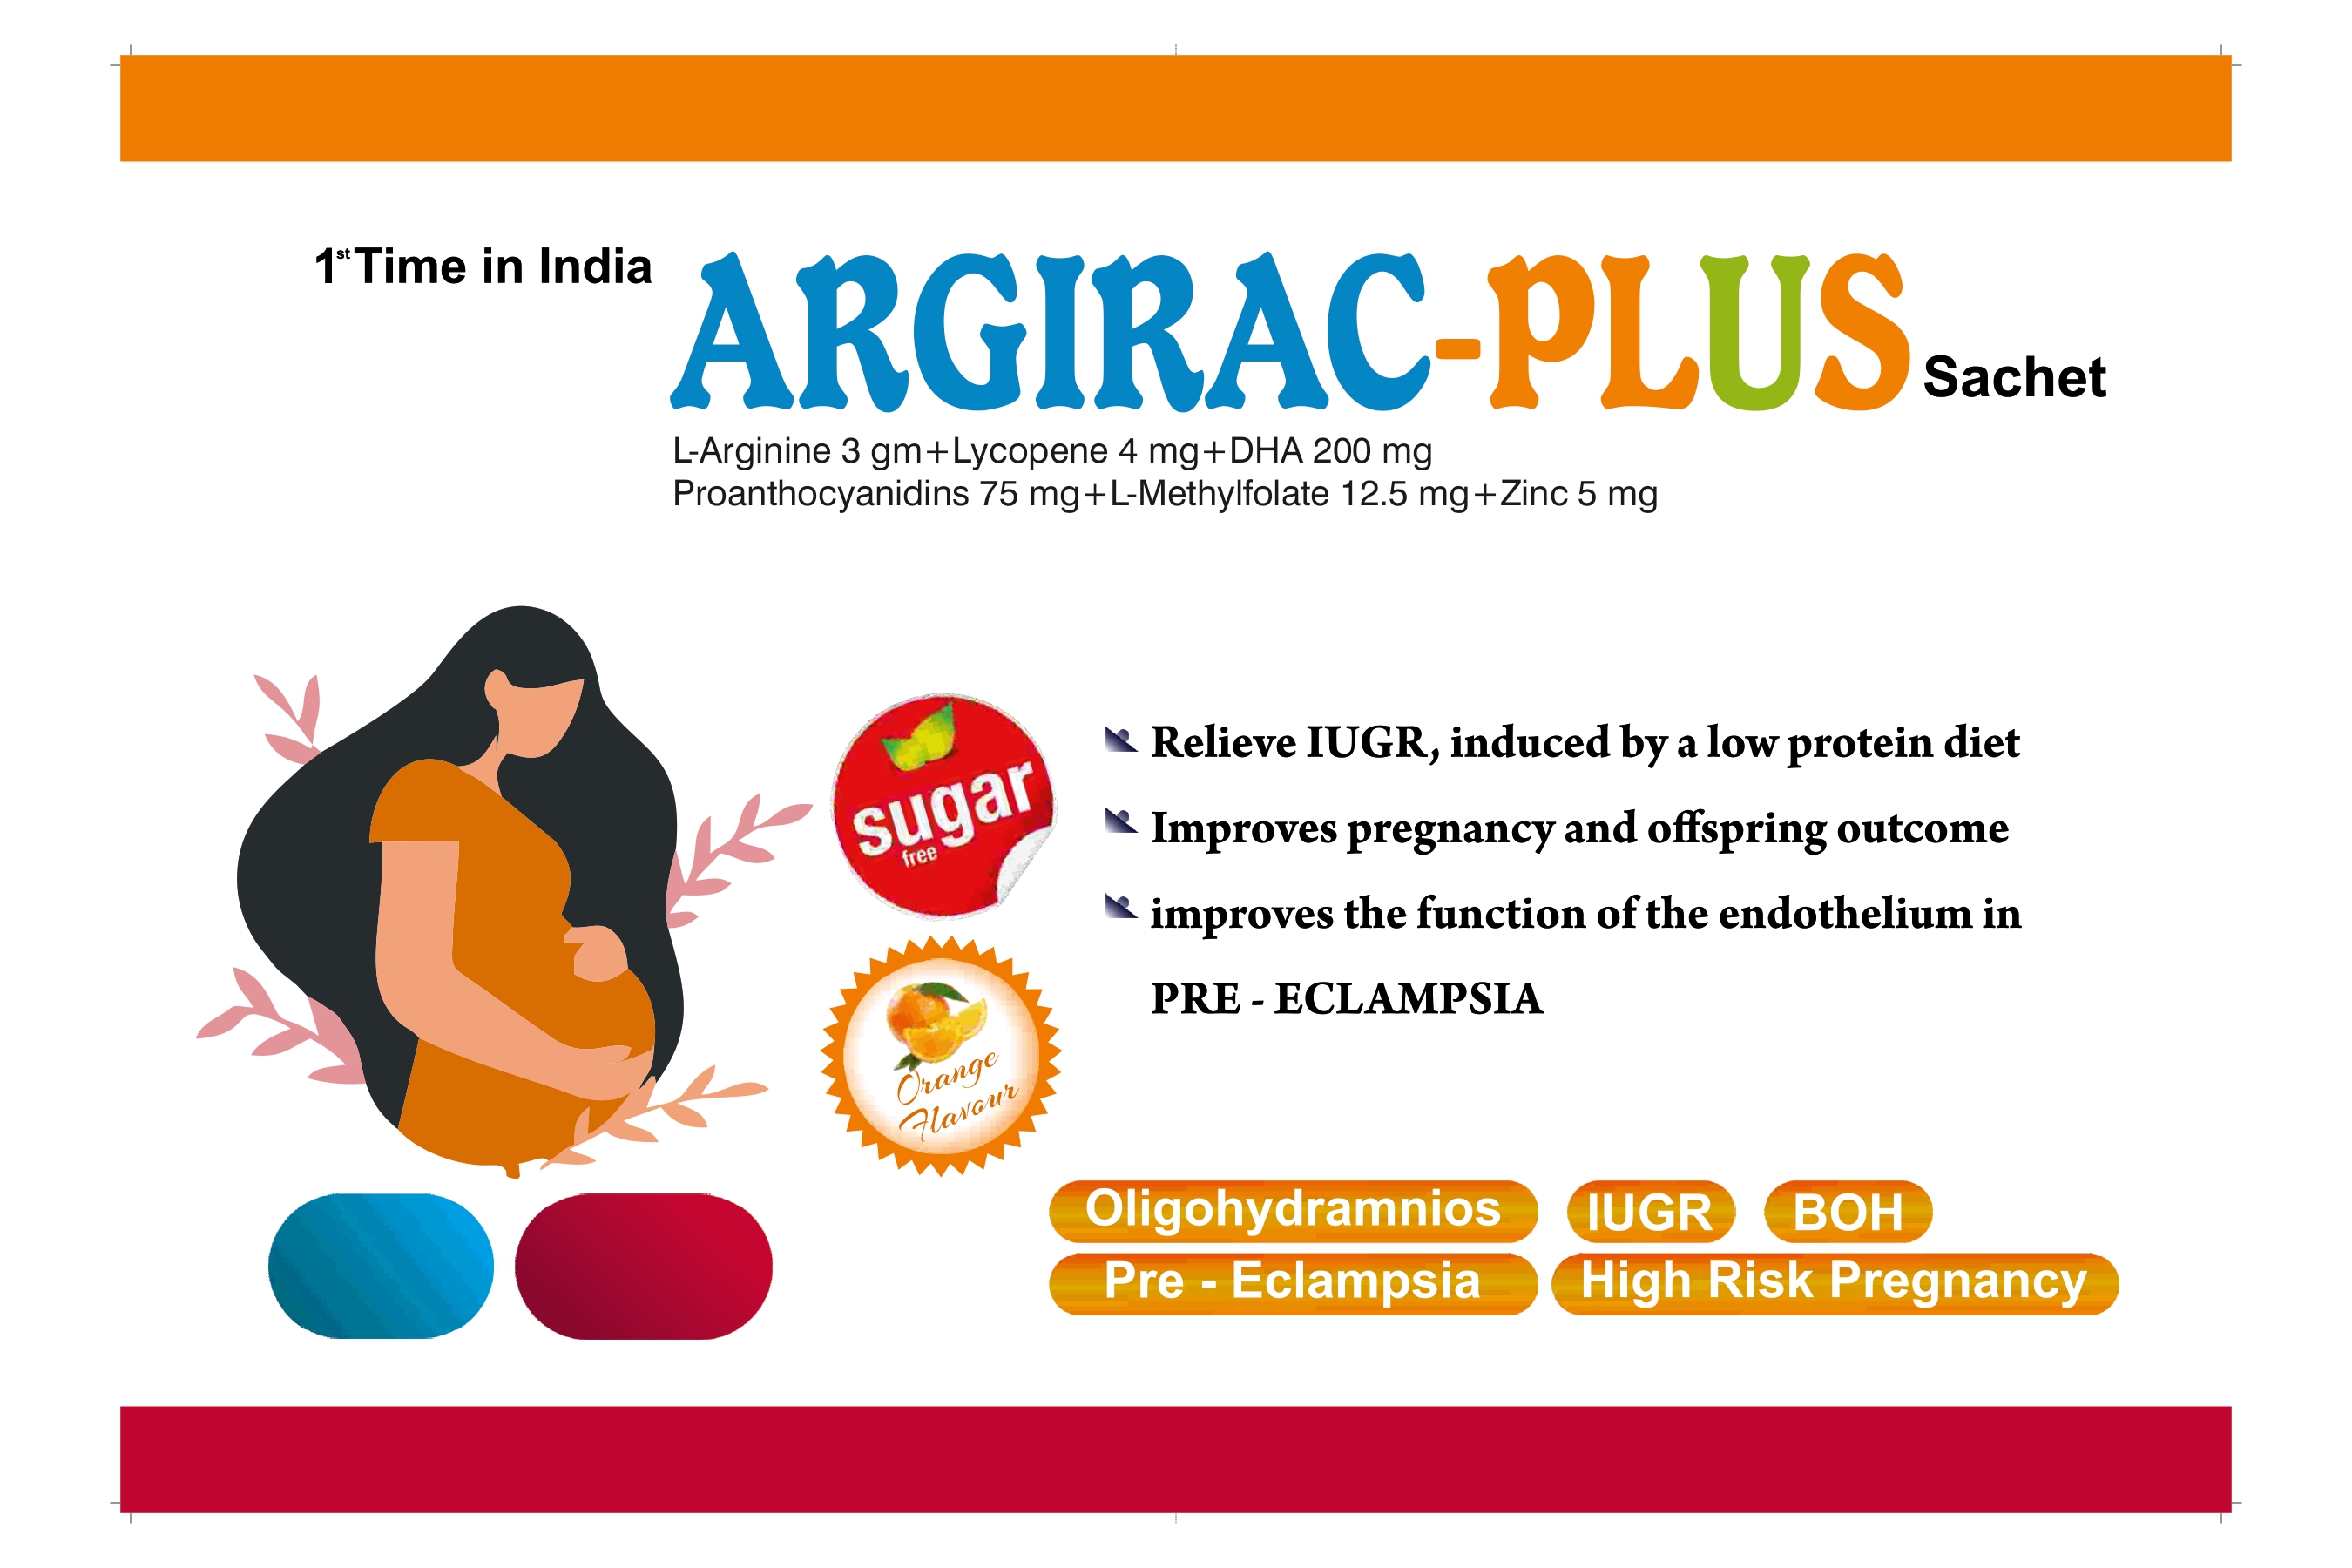 1st Time in India
ARGIRAC-PLUS Sachet
L-Arginine 3 gm+Lycopene 4 mg+DHA 200 mg
Proanthocyanidins 75 mg+L-Methylfolate 12.5 mg+Zinc 5 mg
sugar
free
Orange
Flavour
Relieve IUGR, induced by a low protein diet
Improves pregnancy and offspring outcome
improves the function of the endothelium in
PRE - ECLAMPSIA
Oligohydramnios IUGR BOH
Pre - Eclampsia High Risk Pregnancy